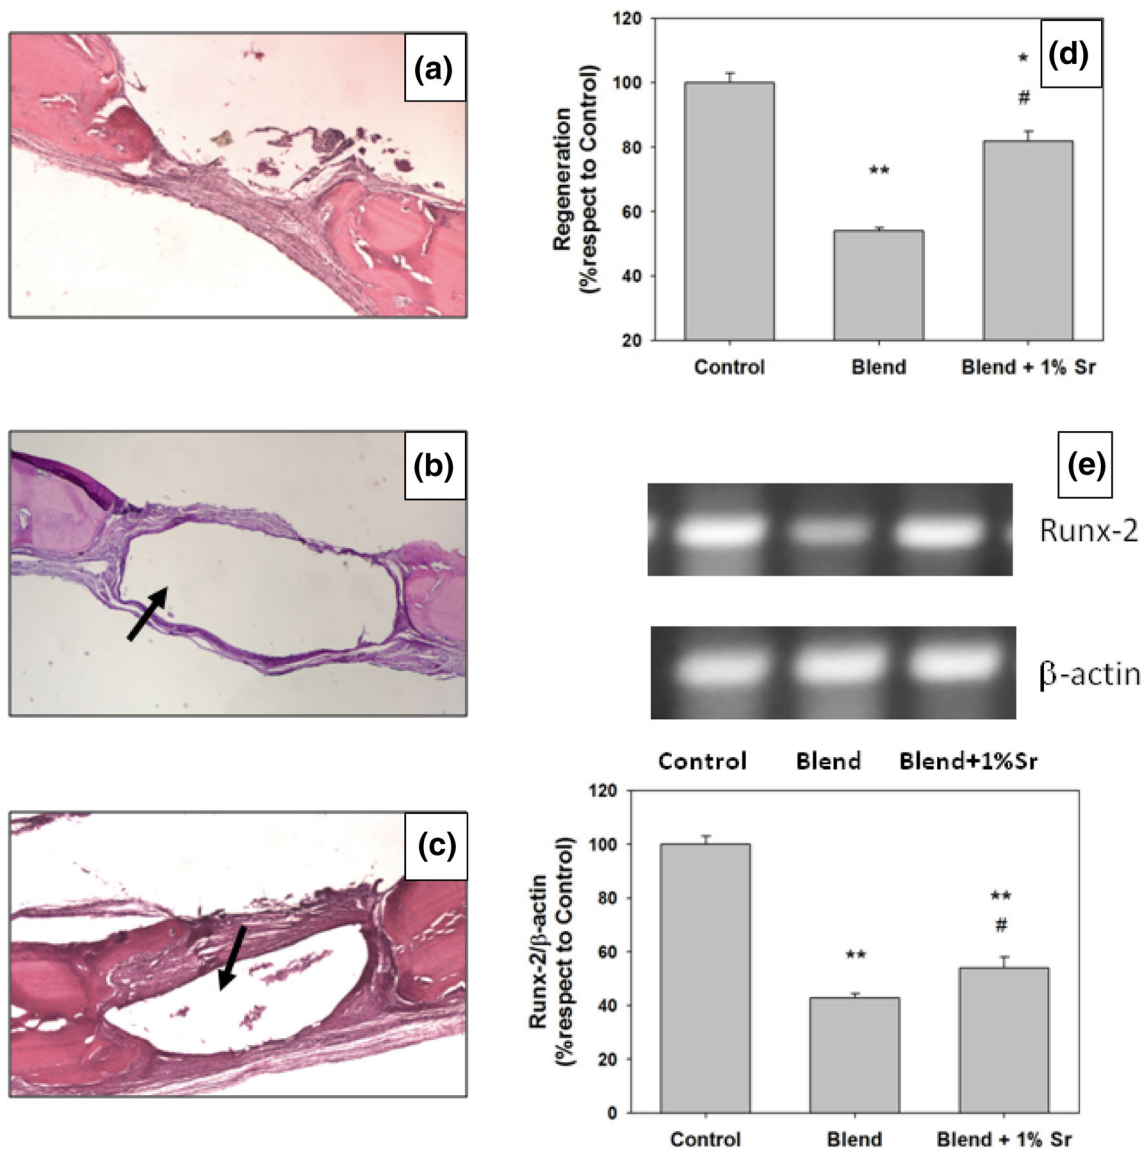 (a)
(b)
(c)
(d)
Regeneration
(%respect to Control)
120
100
80
60
40
20
**
*
#
Control Blend Blend + 1% Sr
(e)
Runx-2
β-actin
Control Blend Blend+1%Sr
Runx-2/β-actin
(%respect to Control)
120
100
80
60
40
20
0
**
**
#
Control Blend Blend + 1% Sr